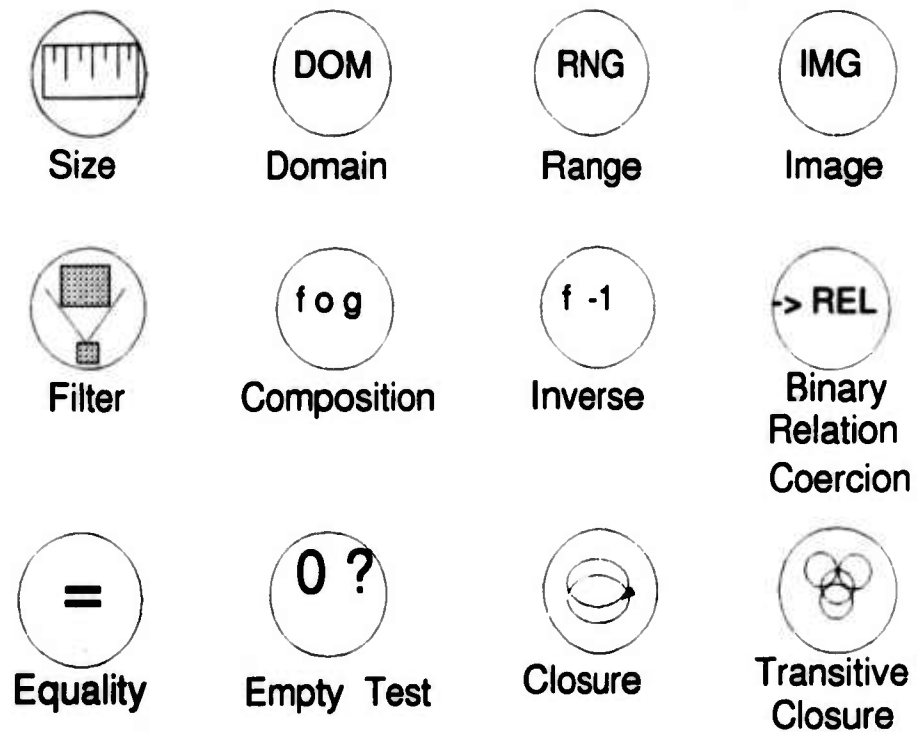 DOM
RNG
IMG
Size
Domain
Range
Image
f o g
f -1
-> REL
Filter
Composition
Inverse
Binary
Relation
Coercion
=
0 ?
Equality
Empty Test
Closure
Transitive
Closure